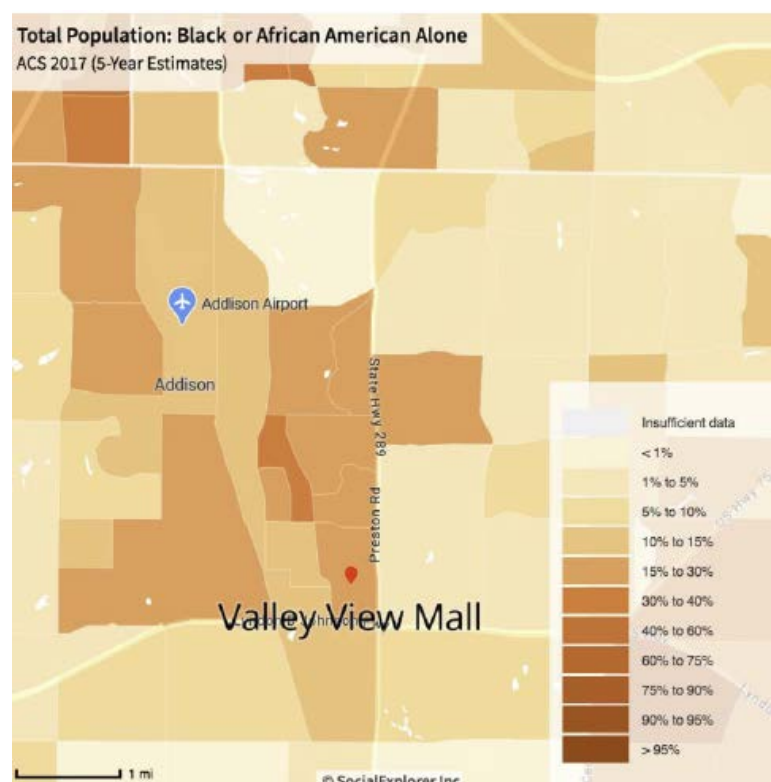 Total Population: Black or African American Alone
ACS 2017 (5-Year Estimates)
Addison Airport
Addison
State Hwy 289
Preston Rd
Valley View Mall
Insufficient data
< 1%
1% to 5%
5% to 10%
10% to 15%
15% to 30%
30% to 40%
40% to 60%
60% to 75%
75% to 90%
90% to 95%
> 95%
US Hwy 75
1 mi
© SocialExplorer Inc